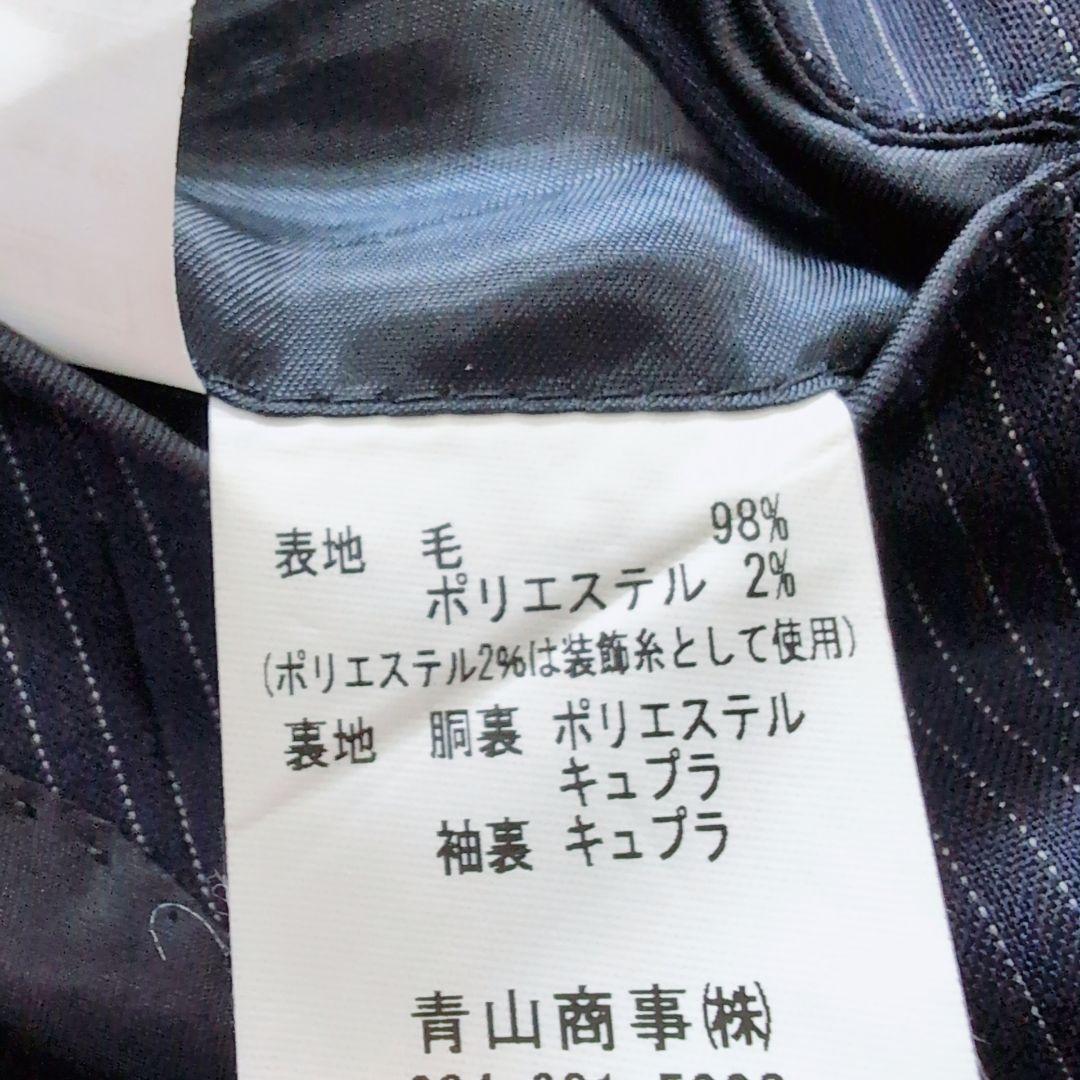 表地 毛 98%
ポリエステル 2%
(ポリエステル2%は装飾糸として使用)
裏地 胴裏 ポリエステル
キュプラ
袖裏 キュプラ
青山商事(株)